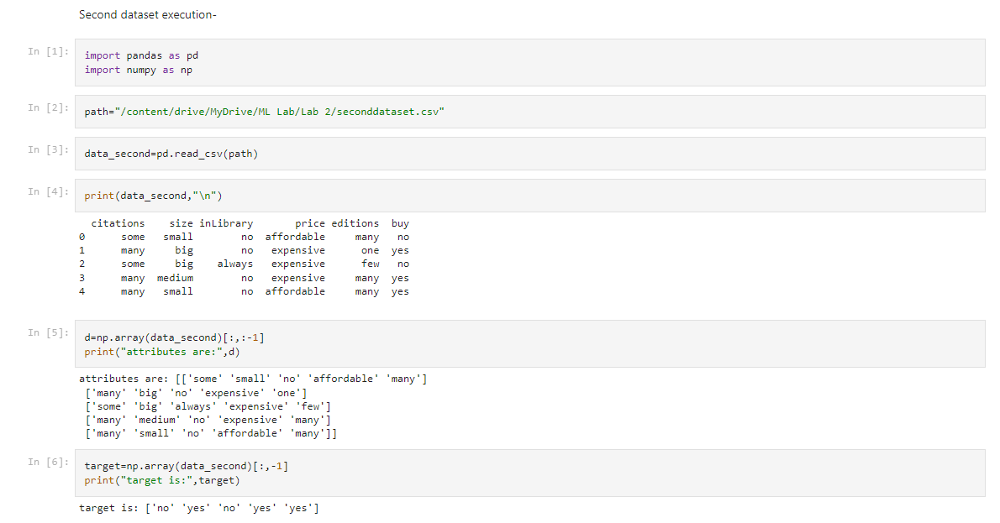 Second dataset execution-
In [1]:
import pandas as pd
import numpy as np
In [2]:
path="/content/drive/MyDrive/ML Lab/Lab 2/seconddataset.csv"
In [3]:
data_second=pd.read_csv(path)
In [4]:
print(data_second,"\n")
  citations    size inLibrary       price editions  buy
0      some   small        no  affordable     many   no
1      many     big        no   expensive      one  yes
2      some     big    always   expensive      few   no
3      many  medium        no   expensive     many  yes
4      many   small        no  affordable     many  yes
In [5]:
d=np.array(data_second)[:,:-1]
print("attributes are:",d)
attributes are: [['some' 'small' 'no' 'affordable' 'many']
 ['many' 'big' 'no' 'expensive' 'one']
 ['some' 'big' 'always' 'expensive' 'few']
 ['many' 'medium' 'no' 'expensive' 'many']
 ['many' 'small' 'no' 'affordable' 'many']]
In [6]:
target=np.array(data_second)[:,-1]
print("target is:",target)
target is: ['no' 'yes' 'no' 'yes' 'yes']